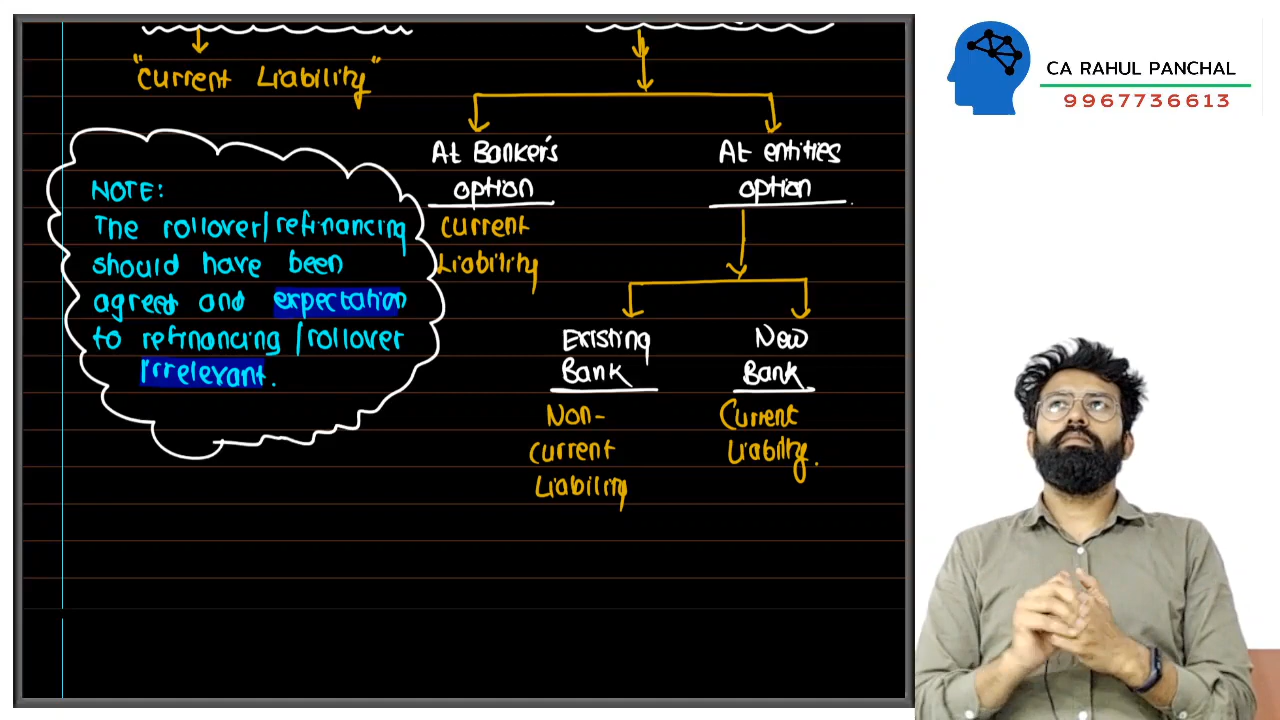 "Current Liability"
At Banker's
option
Current
Liability
At entities
option
NOTE:
The rollover/refinancing
should have been
agreed and expectation
to refinancing/rollover
irrelevant.
Existing
Bank
Non-
Current
Liability
New
Bank
Current
Liability.
CA RAHUL PANCHAL
9967736613